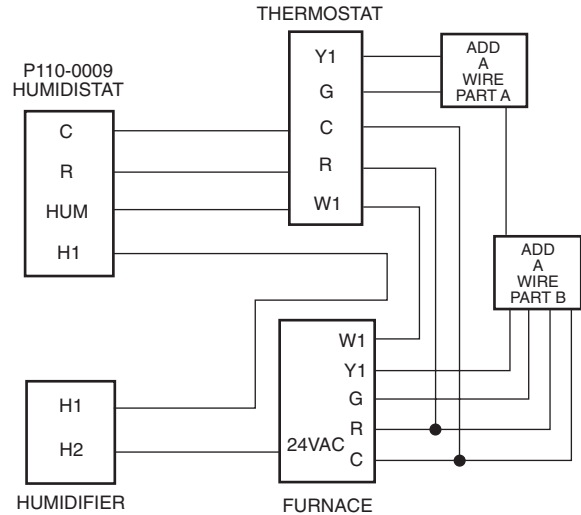 THERMOSTAT
P110-0009
HUMIDISTAT
C
R
HUM
H1
Y1
G
C
R
W1
ADD
A
WIRE
PART A
ADD
A
WIRE
PART B
H1
H2
HUMIDIFIER
W1
Y1
G
R
24VAC
C
FURNACE